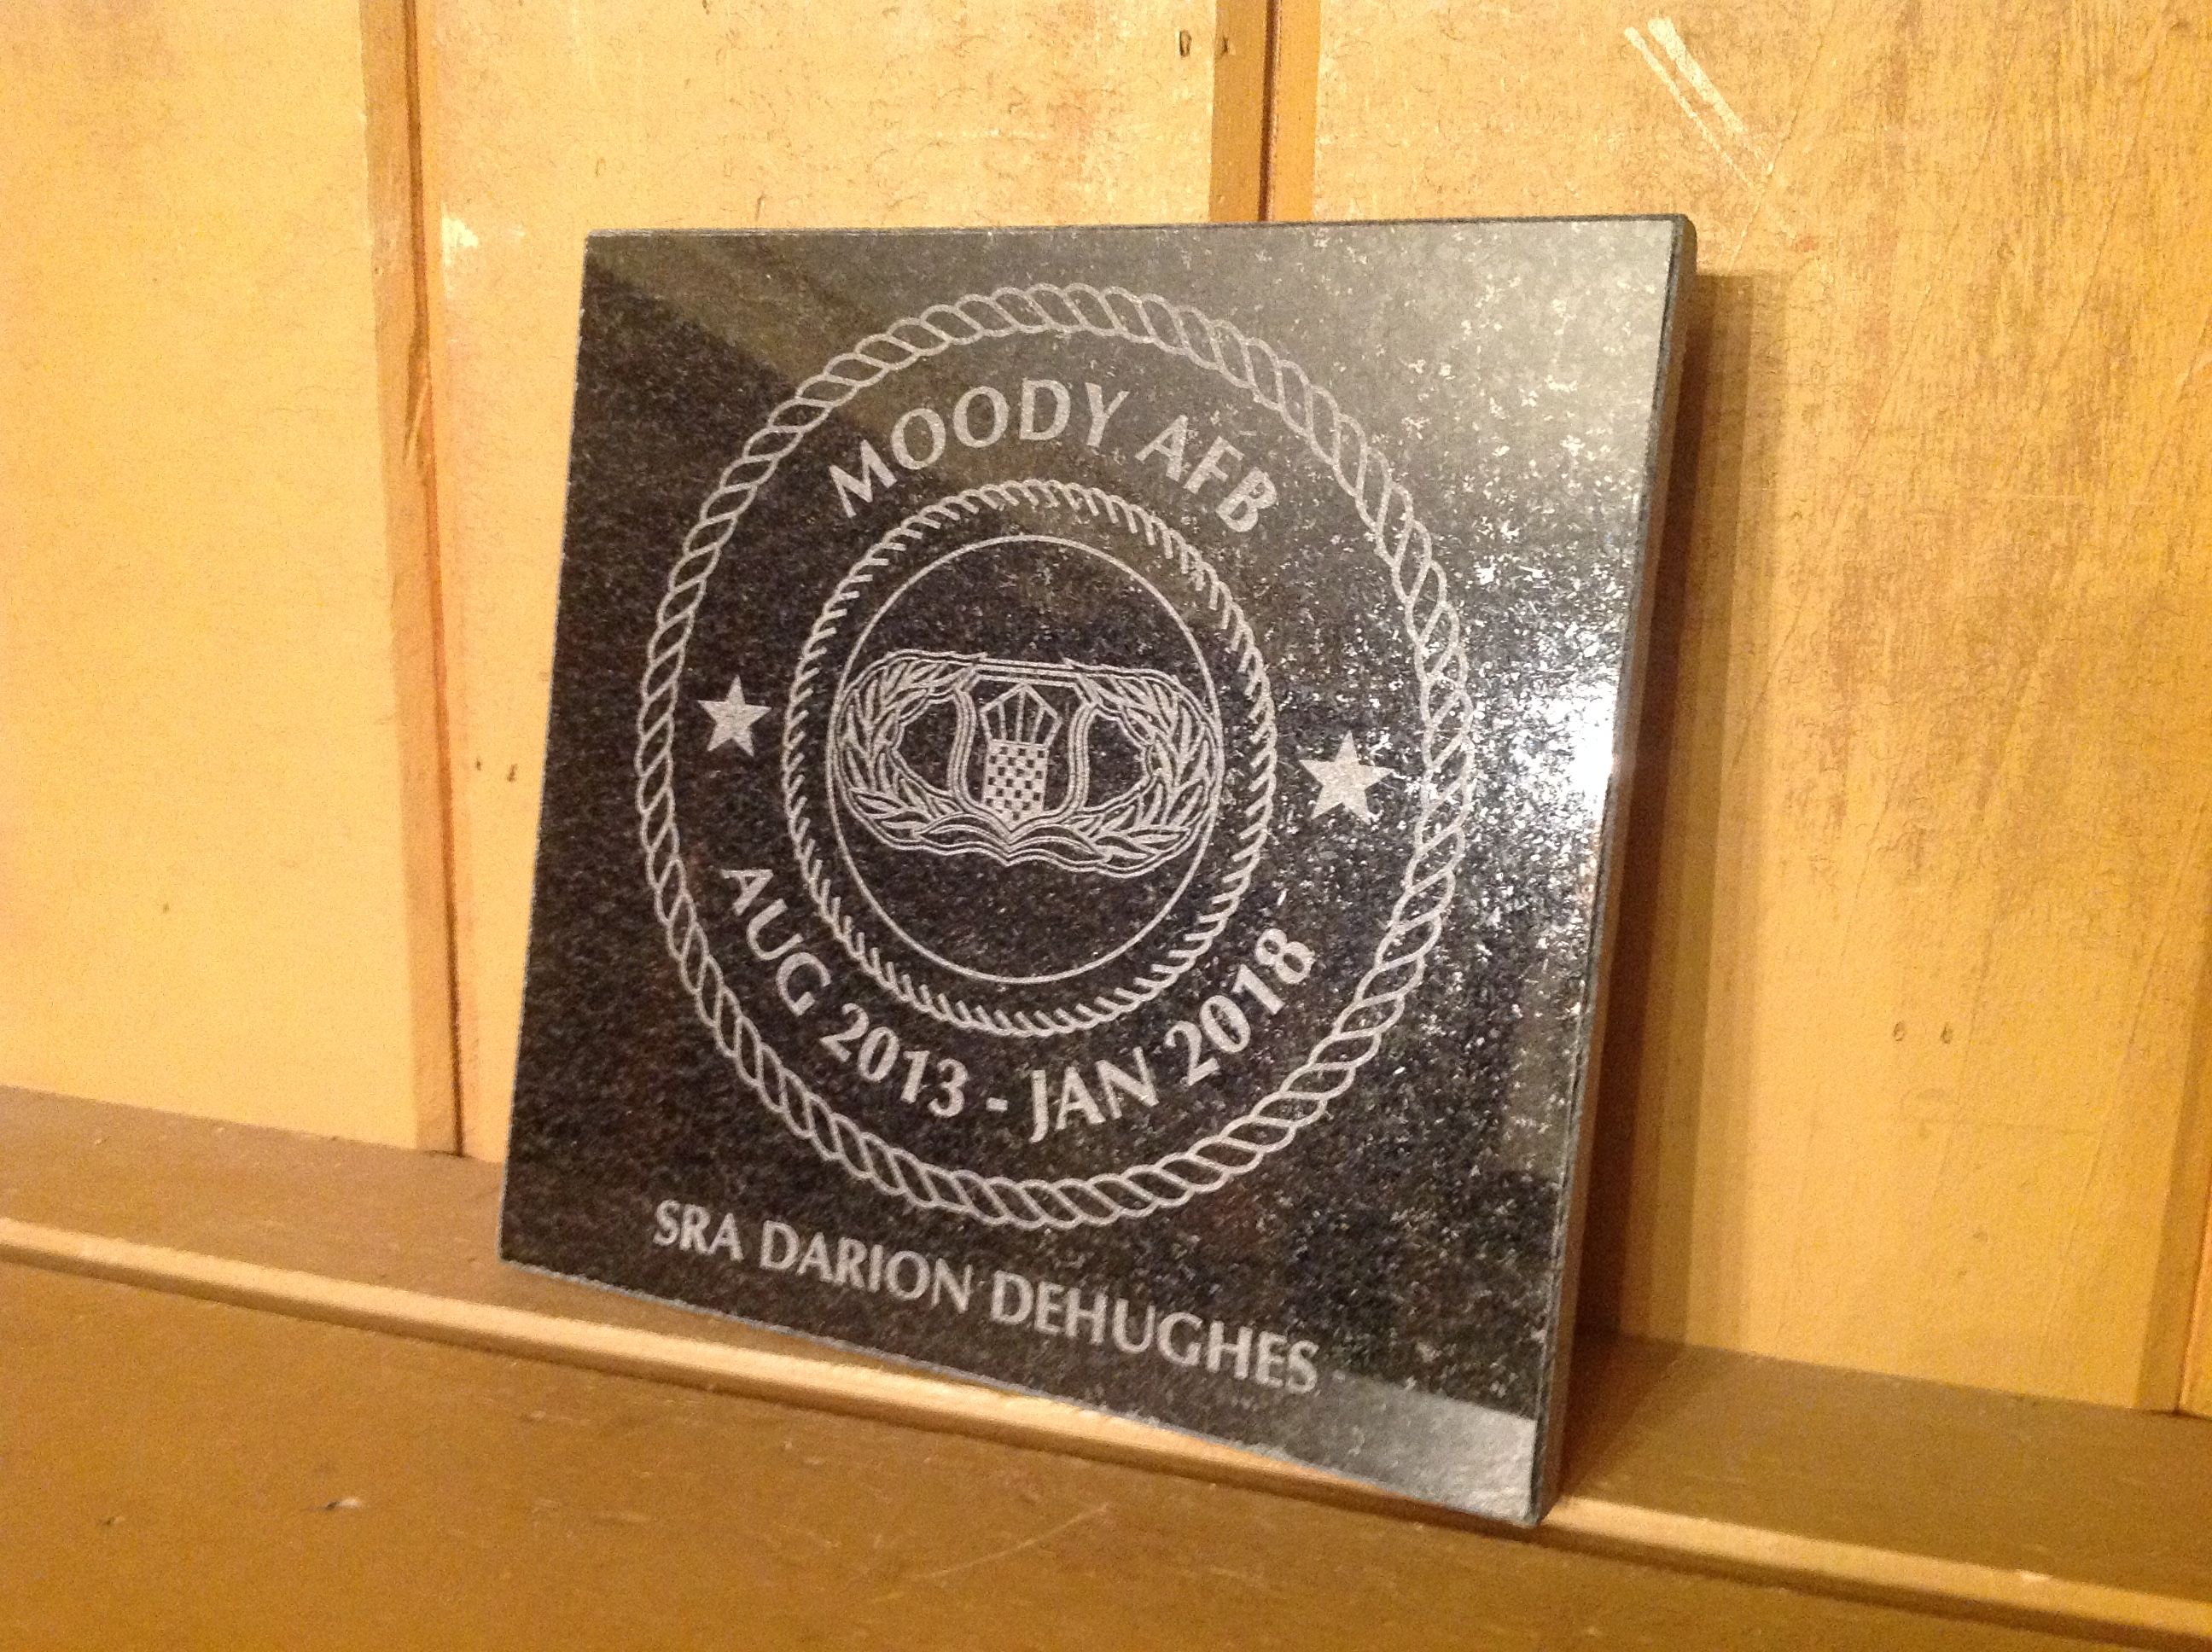 MOODY AFB
AUG 2013 - JAN 2018
SRA DARION DEHUGHES